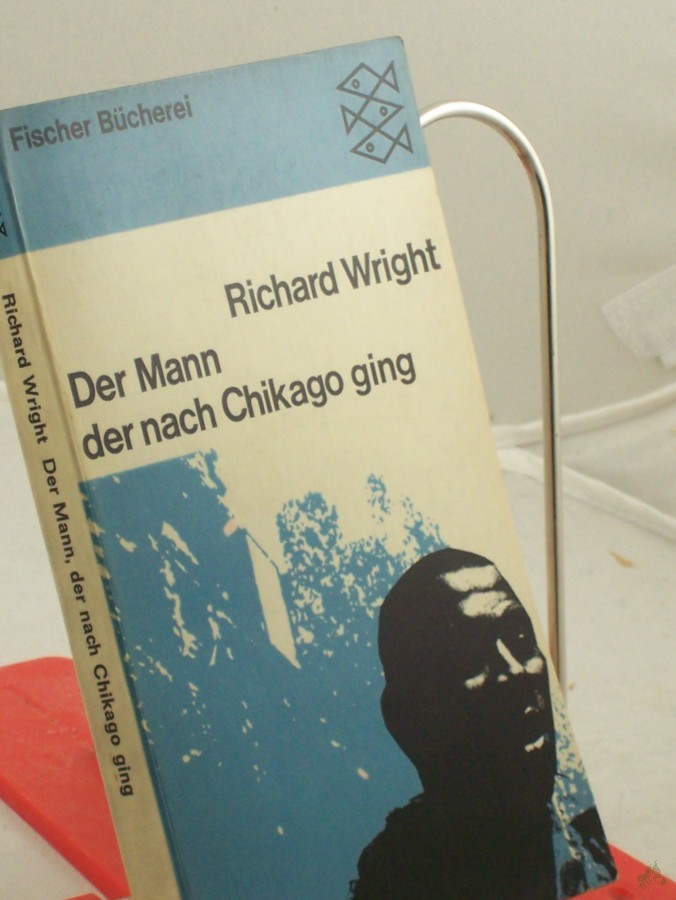 Fischer Bücherei
Richard Wright
Der Mann
der nach Chikago ging
Richard Wright Der Mann, der nach Chikago ging